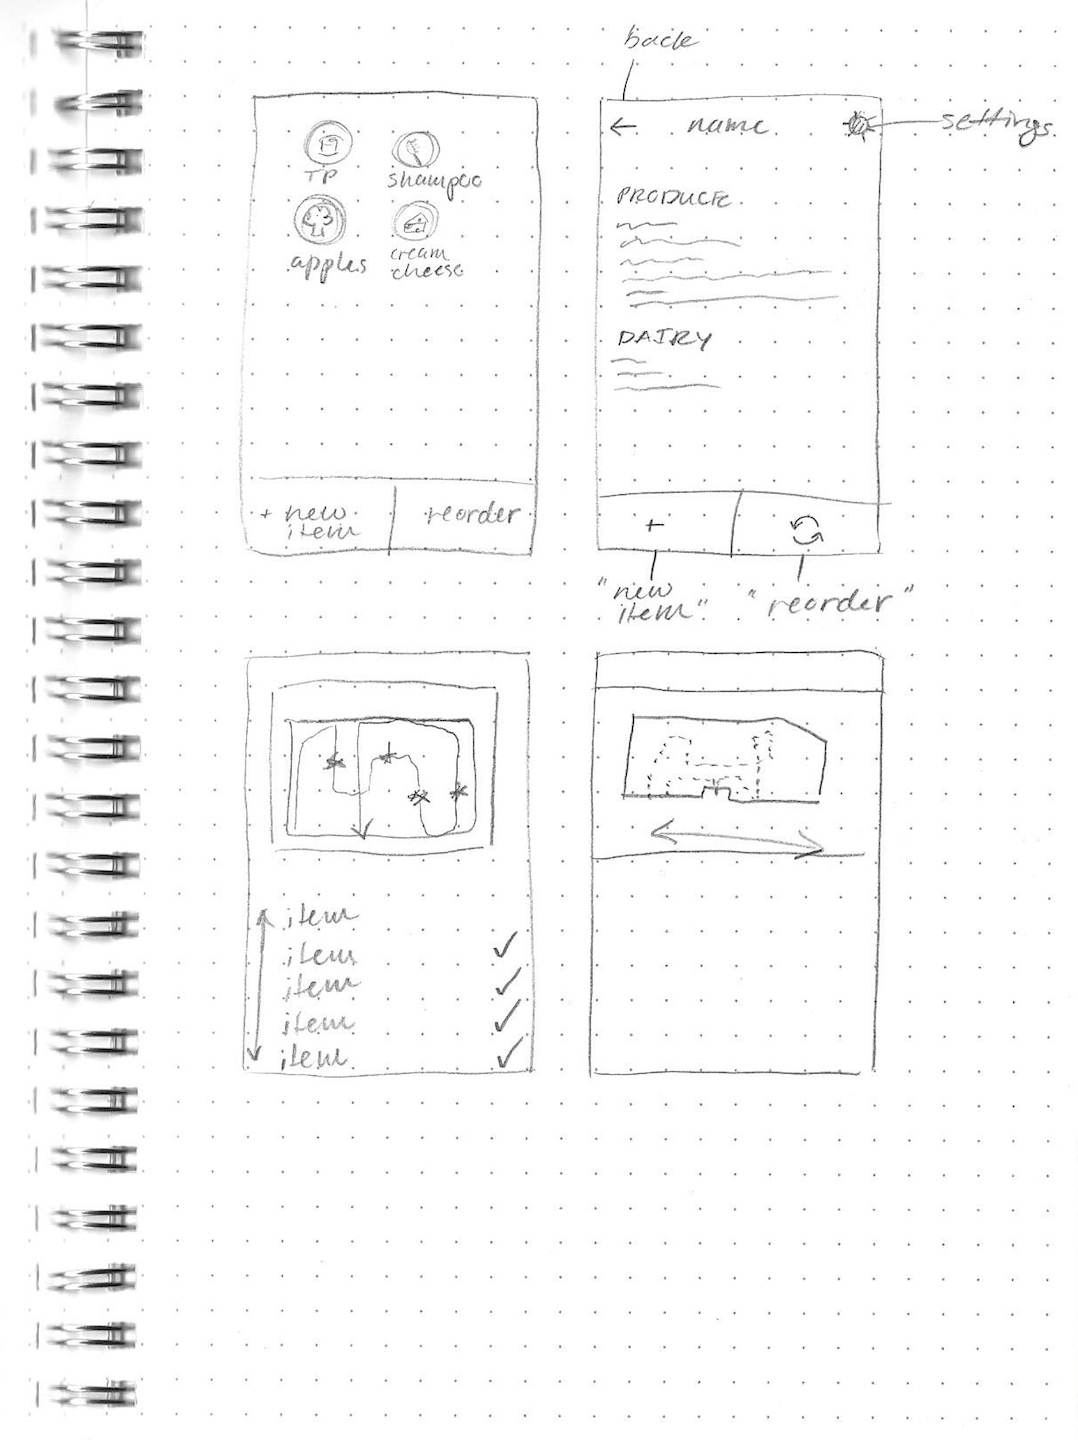 back
← name
settings
TP
shampoo
apples
cream
cheese
PRODUCE
DAIRY
+ new
item
reorder
+
"new
item"
"reorder"
item
item ✓
item ✓
item ✓
item ✓